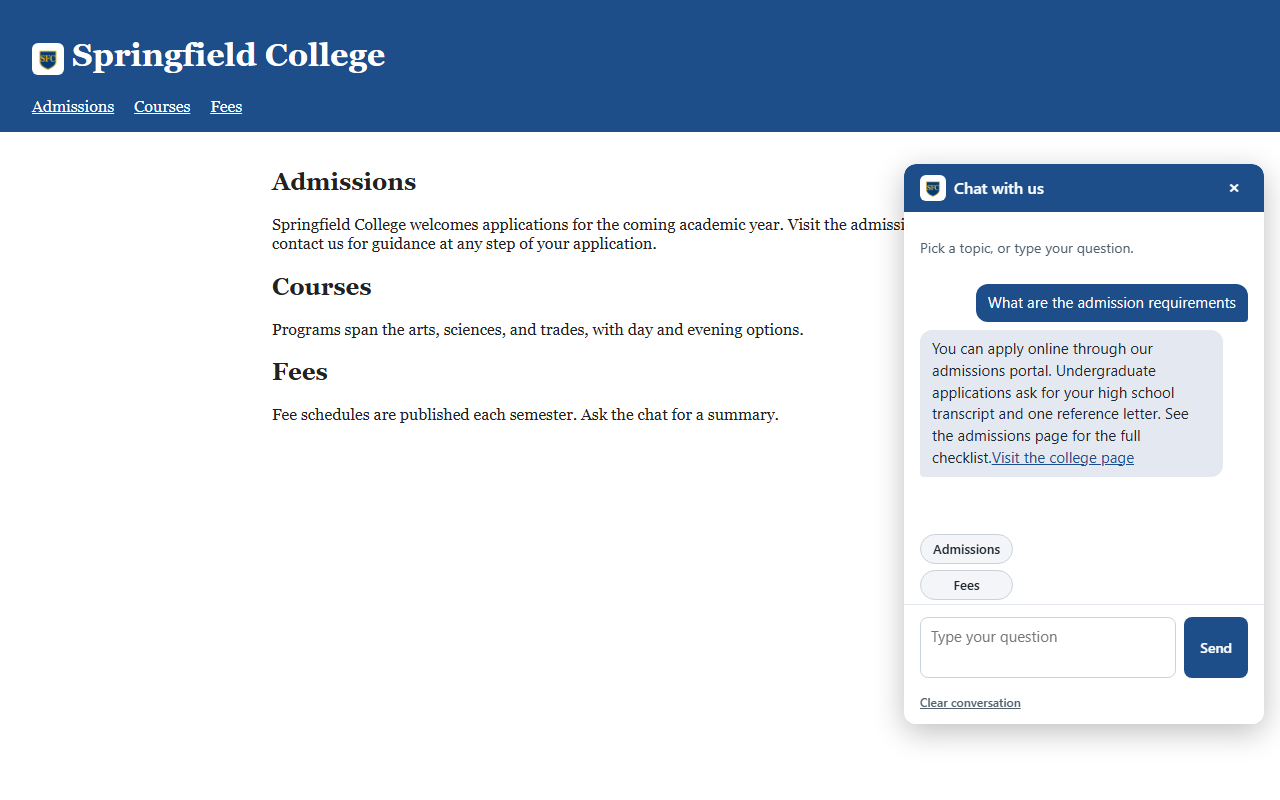 SFC Springfield College
Admissions Courses Fees
Admissions
Springfield College welcomes applications for the coming academic year. Visit the admissi
contact us for guidance at any step of your application.
Courses
Programs span the arts, sciences, and trades, with day and evening options.
Fees
Fee schedules are published each semester. Ask the chat for a summary.
SFC Chat with us ×
Pick a topic, or type your question.
What are the admission requirements
You can apply online through our
admissions portal. Undergraduate
applications ask for your high school
transcript and one reference letter. See
the admissions page for the full
checklist.Visit the college page
Admissions
Fees
Type your question
Send
Clear conversation